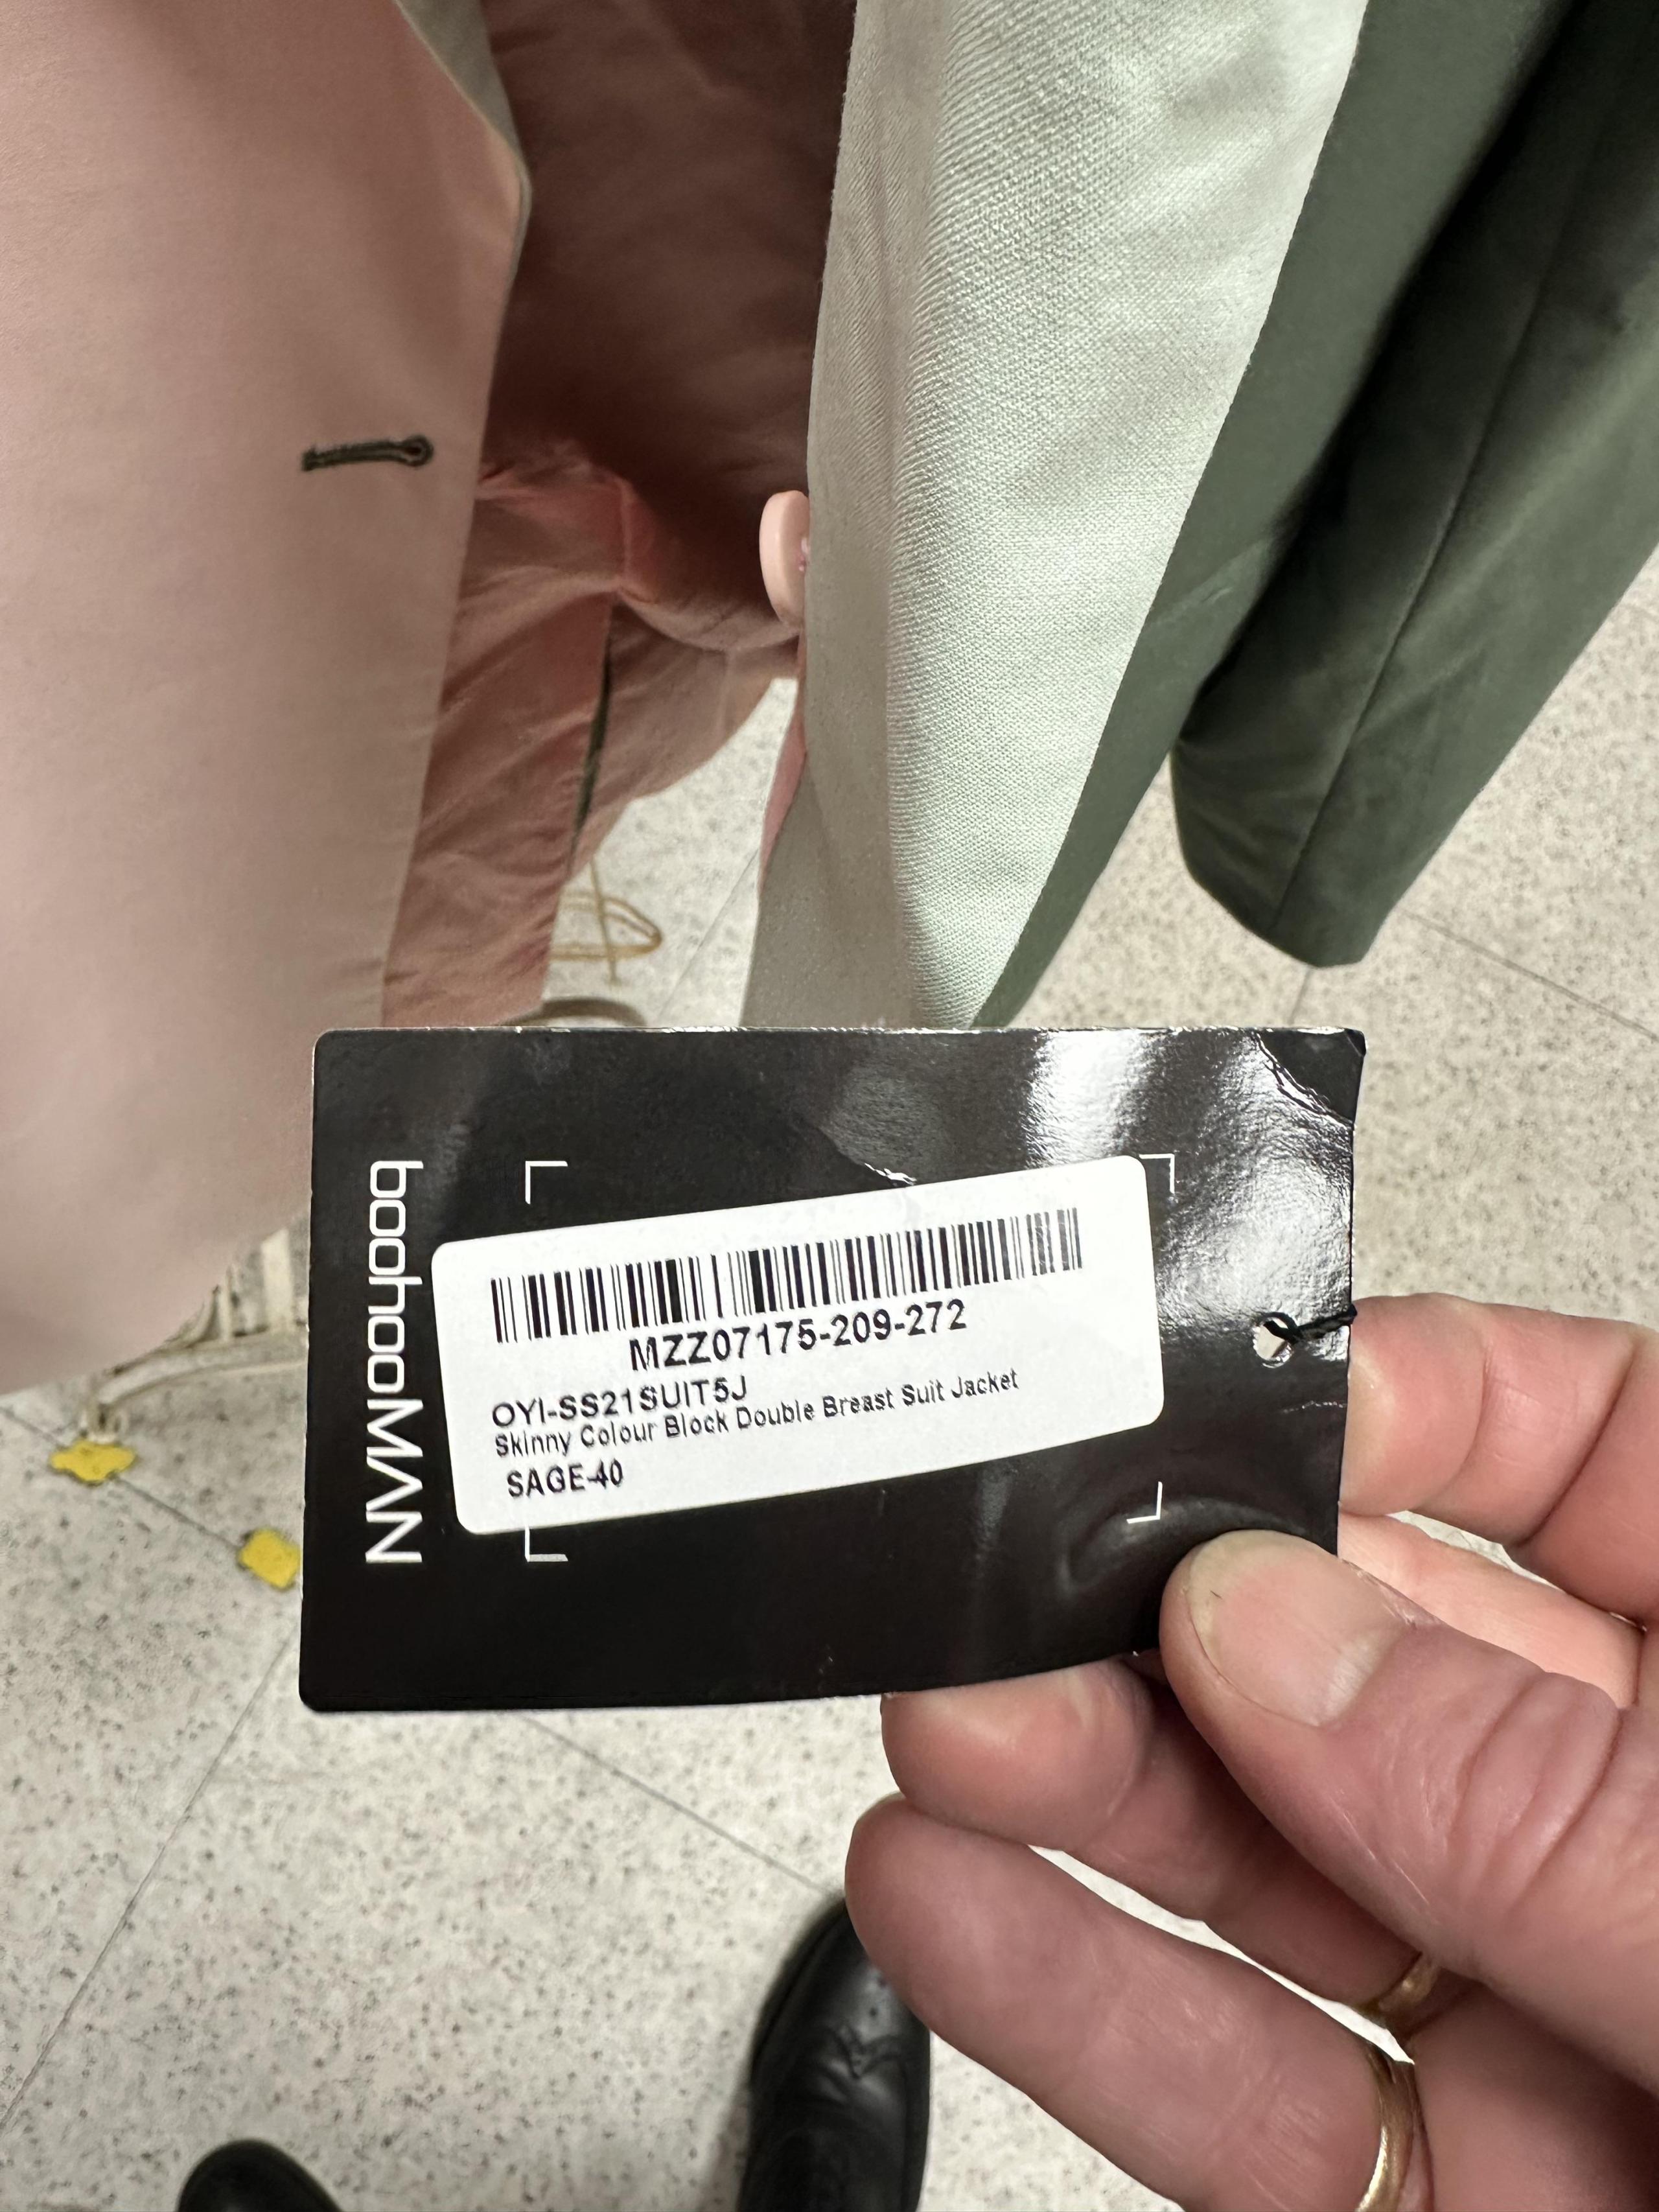 boohooMAN
MZZ07175-209-272
OYI-SS21SUIT5J
Skinny Colour Block Double Breast Suit Jacket
SAGE-40